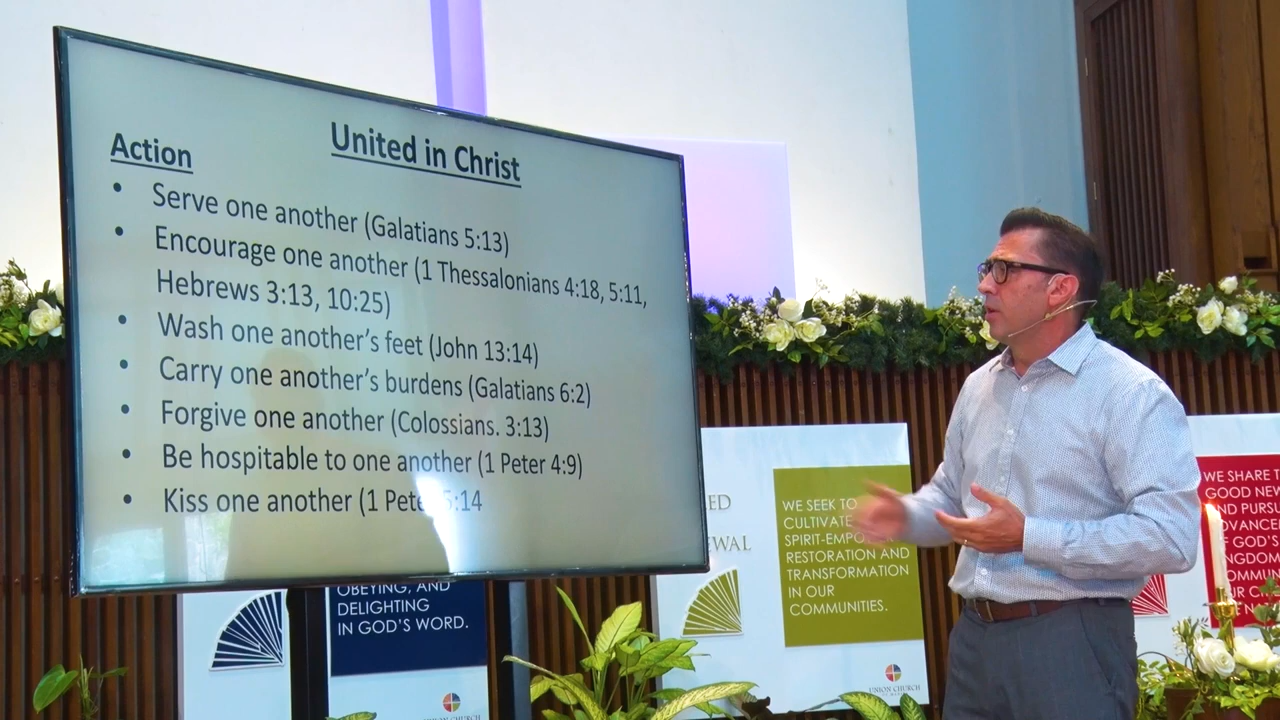 United in Christ
Action
• Serve one another (Galatians 5:13)
• Encourage one another (1 Thessalonians 4:18, 5:11,
Hebrews 3:13, 10:25)
• Wash one another's feet (John 13:14)
• Carry one another's burdens (Galatians 6:2)
• Forgive one another (Colossians. 3:13)
• Be hospitable to one another (1 Peter 4:9)
• Kiss one another (1 Peter 5:14
OBEYING, AND
DELIGHTING
IN GOD'S WORD.
WE SEEK TO
CULTIVATE
RESTORATION AND
TRANSFORMATION
IN OUR
COMMUNITIES.
UNION CHURCH
WE SHARE
GOOD
GOD'S